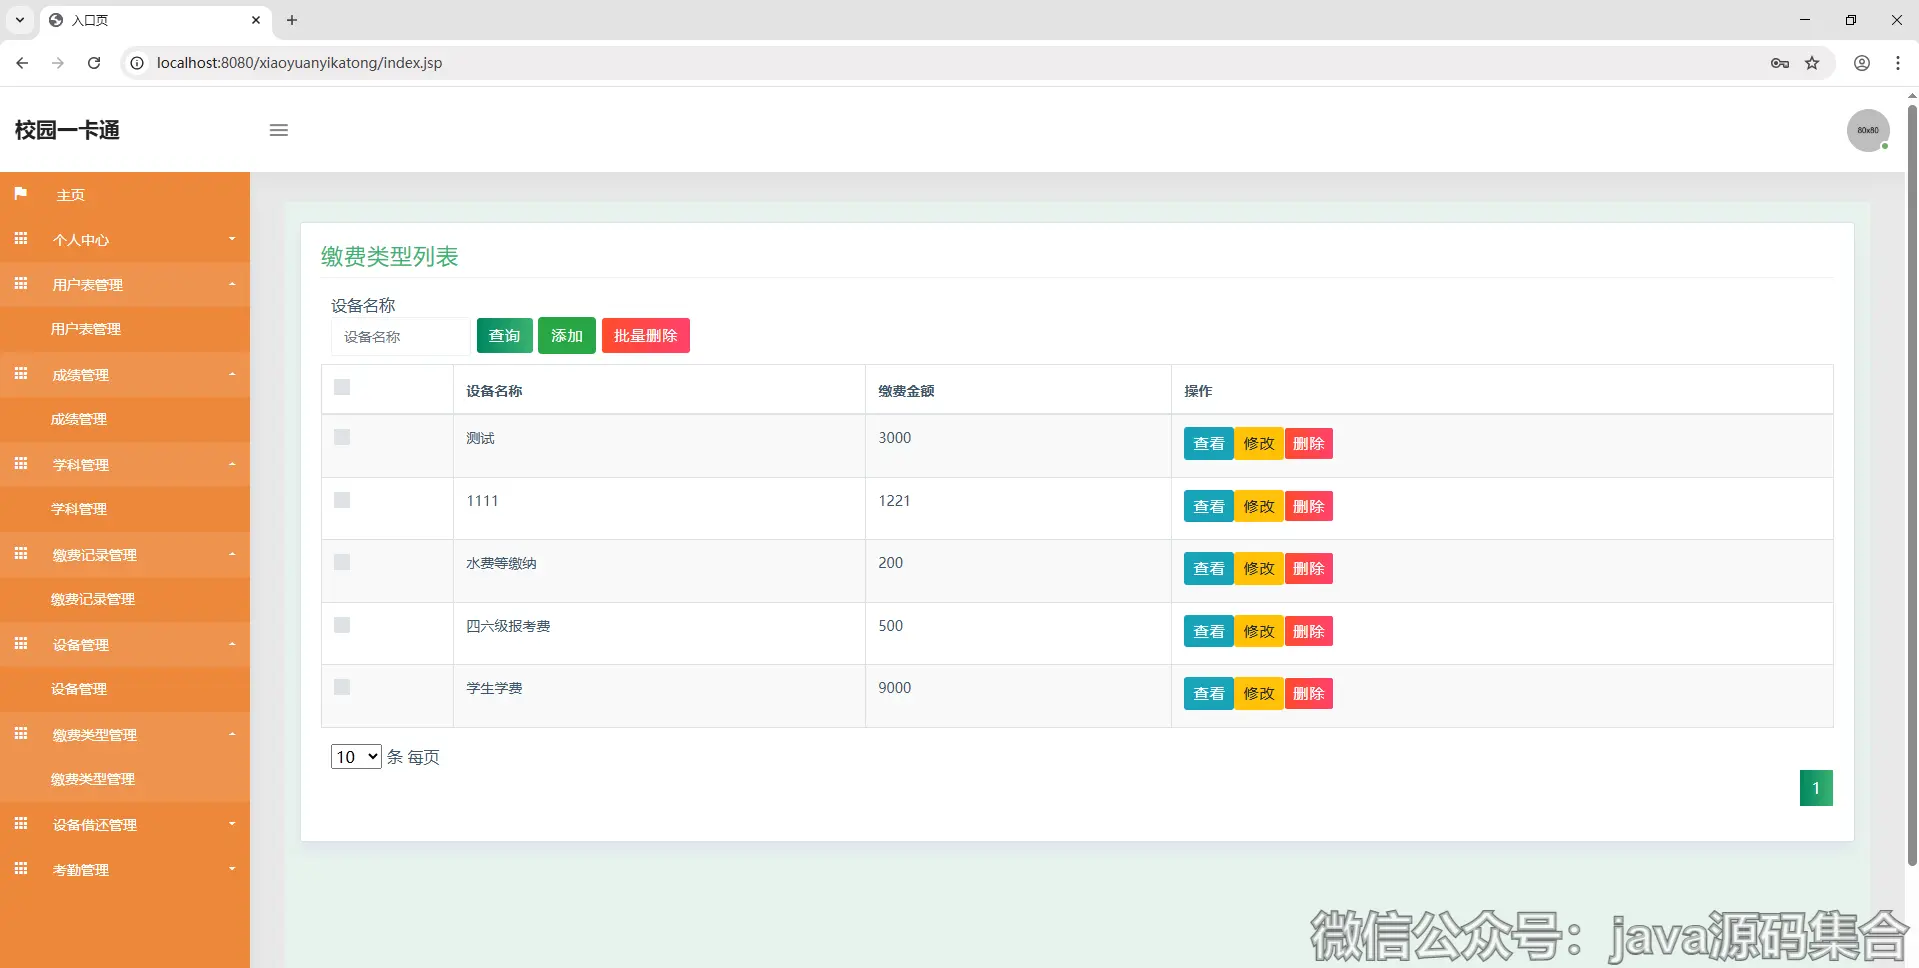 入口页
localhost:8080/xiaoyuanyikatong/index.jsp
校园一卡通
80x80
主页
个人中心
用户表管理
用户表管理
成绩管理
成绩管理
学科管理
学科管理
缴费记录管理
缴费记录管理
设备管理
设备管理
缴费类型管理
缴费类型管理
设备借还管理
考勤管理
缴费类型列表
设备名称
设备名称 查询 添加 批量删除
设备名称 缴费金额 操作
测试 3000 查看 修改 删除
1111 1221 查看 修改 删除
水费等缴纳 200 查看 修改 删除
四六级报考费 500 查看 修改 删除
学生学费 9000 查看 修改 删除
10 条 每页
1
微信公众号：java源码集合